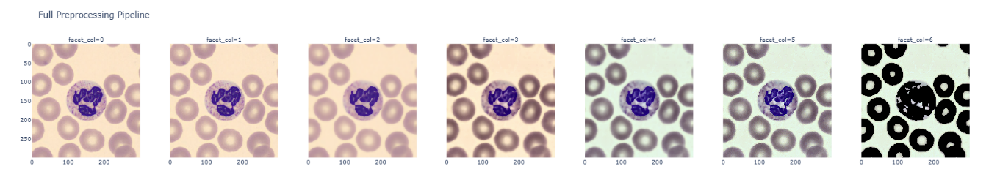 Full Preprocessing Pipeline
facet_col=0 facet_col=1 facet_col=2 facet_col=3 facet_col=4 facet_col=5 facet_col=6
0
50
100
150
200
250
0 100 200 0 100 200 0 100 200 0 100 200 0 100 200 0 100 200 0 100 200